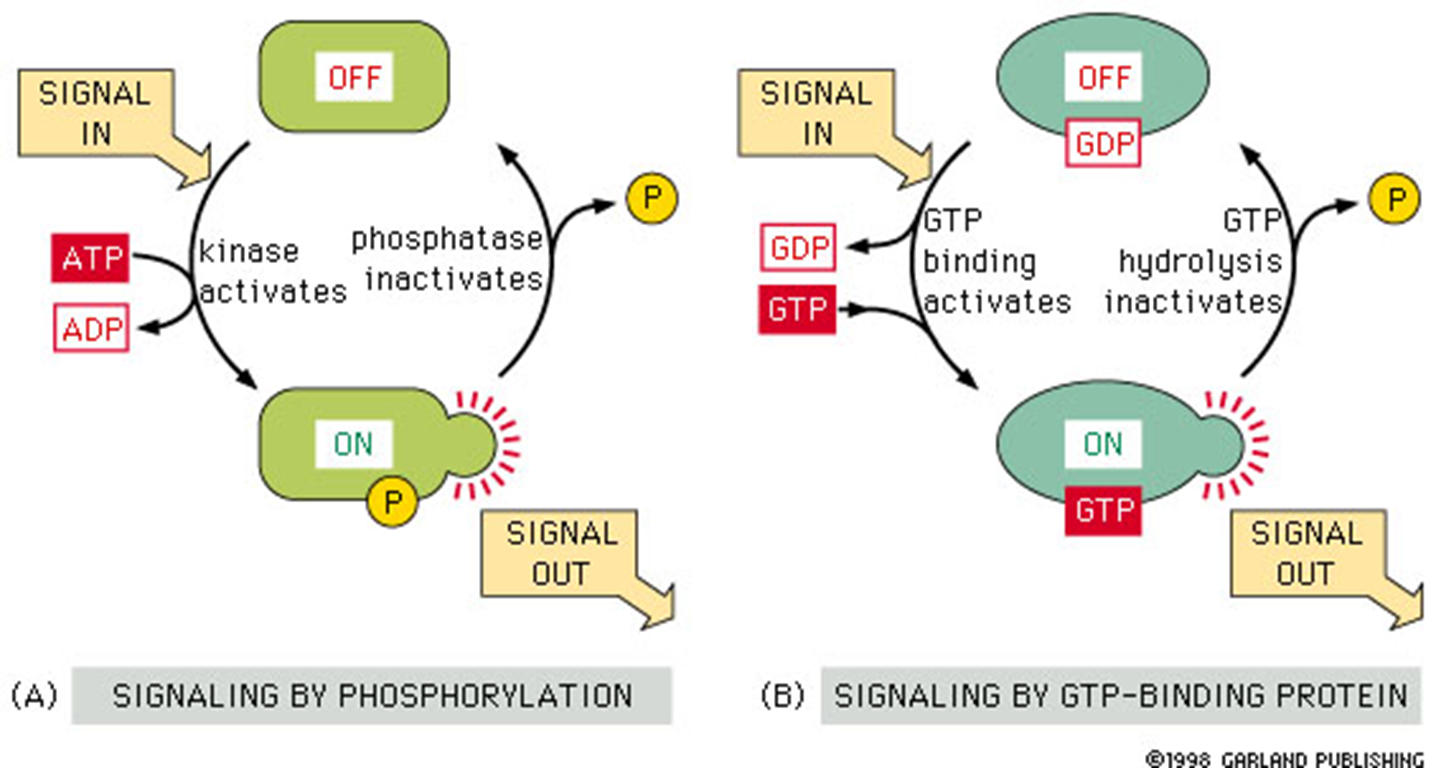 OFF
SIGNAL
IN
ATP
ADP
kinase
activates
phosphatase
inactivates
P
ON
P
SIGNAL
OUT
(A) SIGNALING BY PHOSPHORYLATION
OFF
GDP
SIGNAL
IN
GDP
GTP
GTP
binding
activates
GTP
hydrolysis
inactivates
P
ON
GTP
SIGNAL
OUT
(B) SIGNALING BY GTP-BINDING PROTEIN
©1998 GARLAND PUBLISHING